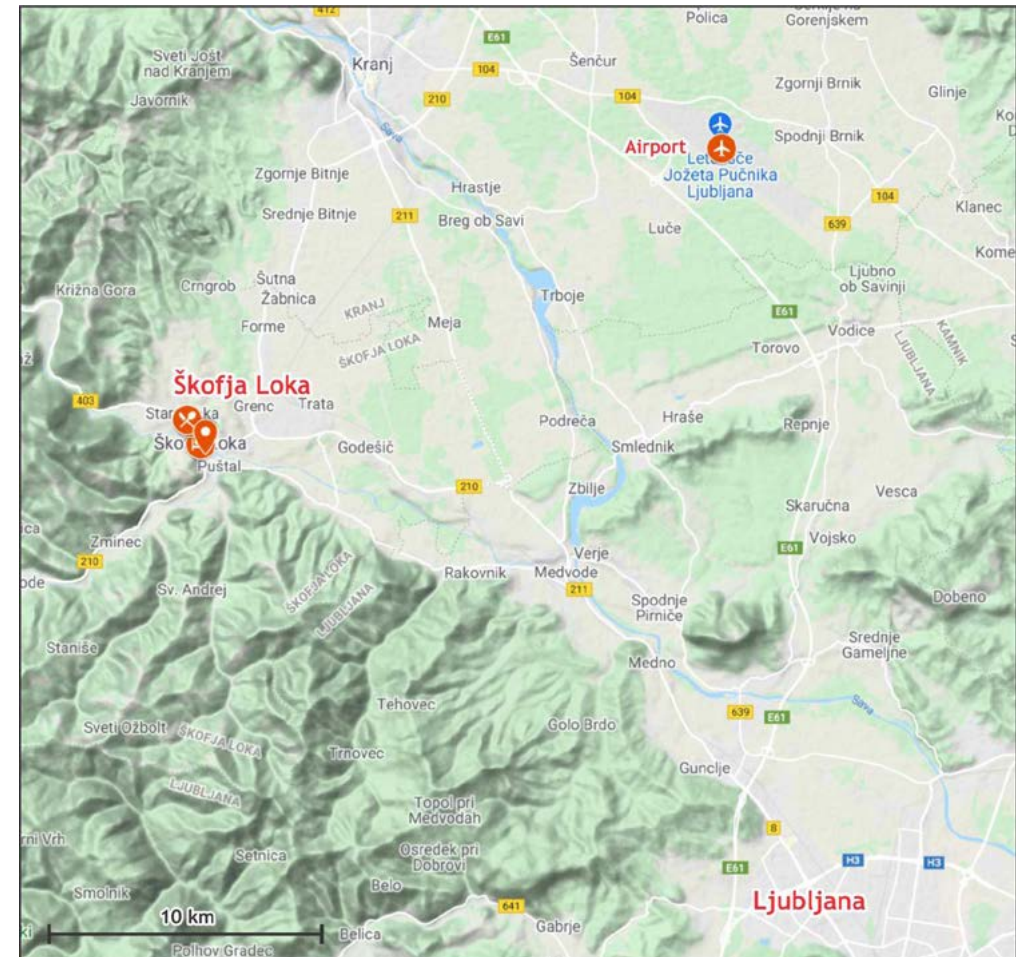 412
Polica
Gorenjskem
E61
Sveti Jošt
nad Kranjem
Kranj
Šenčur
104
Zgornji Brnik
Javornik
210
104
Glinje
Sava
Airport
Spodnji Brnik
Jožeta Pučnika
Ljubljana
Zgornje Bitnje
Hrastje
104
Srednje Bitnje
211
Breg ob Savi
Klanec
Luče
639
Ljubno
ob Savinji
Križna Gora
Crngrob
Šutna
Žabnica
Trboje
KRANJ
E61
Forme
Meja
Vodice
KAMNIK
LJUBLJANA
ŠKOFJA LOKA
Torovo
Škofja Loka
403
Grenc
Trata
Podreča
Hraše
Repnje
Godešič
Smlednik
Puštal
210
Zbilje
Vesca
Skaručna
Zminec
Vojsko
E61
210
Verje
Rakovnik
Medvode
211
ŠKOFJA LOKA
LJUBLJANA
Sv. Andrej
Dobeno
Spodnje
Pirniče
Staniše
Srednje
Gameljne
Medno
Tehovec
Sava
639
E61
Sveti Ožbolt
ŠKOFJA LOKA
Golo Brdo
Trnovec
Gunclje
LJUBLJANA
Topol pri
Medvodah
8
Setnica
Osredek pri
Dobrovi
H3
H3
E61
Belo
Smolnik
Ljubljana
641
10 km
Gabrje
Belica
Polhov Gradec